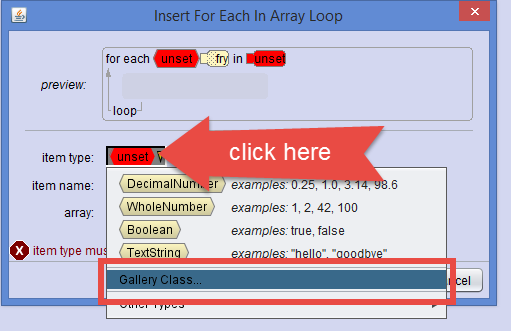 Insert For Each In Array Loop
preview:
for each unset fry in unset
loop
item type: unset
click here
item name: DecimalNumber examples: 0.25, 1.0, 3.14, 98.6
array: WholeNumber examples: 1, 2, 42, 100
Boolean examples: true, false
item type mus TextString examples: "hello", "goodbye"
Gallery Class...
cel
Other Types